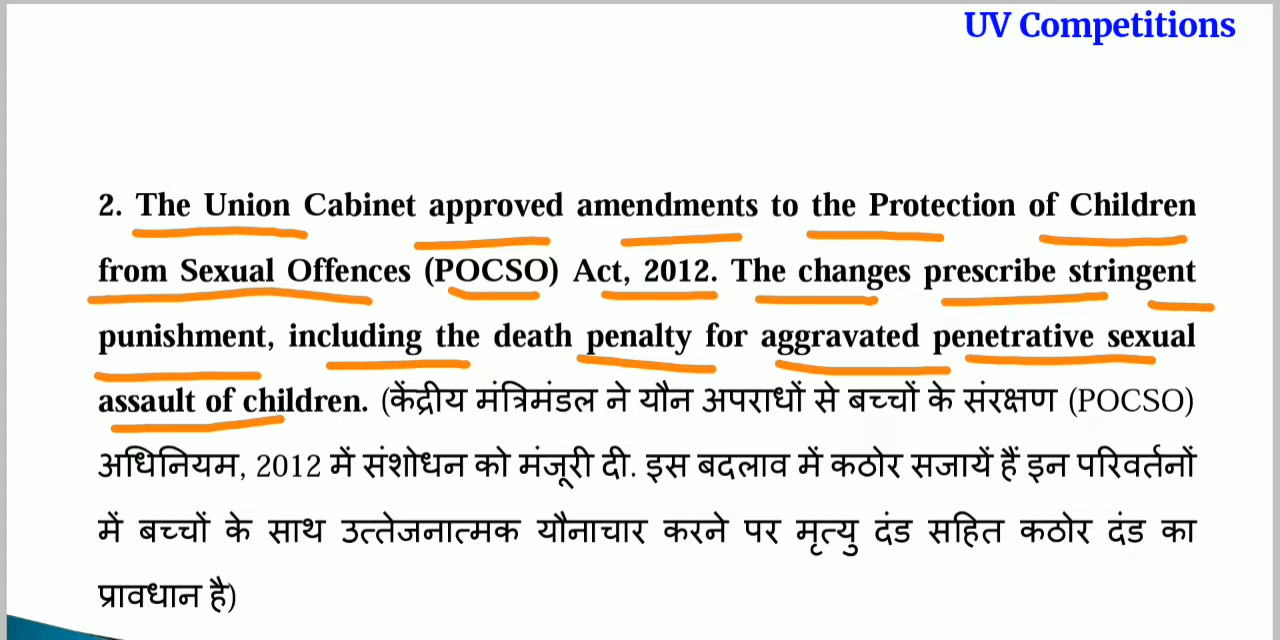 UV Competitions
2. The Union Cabinet approved amendments to the Protection of Children
from Sexual Offences (POCSO) Act, 2012. The changes prescribe stringent
punishment, including the death penalty for aggravated penetrative sexual
assault of children. (केंद्रीय मंत्रिमंडल ने यौन अपराधों से बच्चों के संरक्षण (POCSO)
अधिनियम, 2012 में संशोधन को मंजूरी दी. इस बदलाव में कठोर सजायें हैं इन परिवर्तनों
में बच्चों के साथ उत्तेजनात्मक यौनाचार करने पर मृत्यु दंड सहित कठोर दंड का
प्रावधान है)